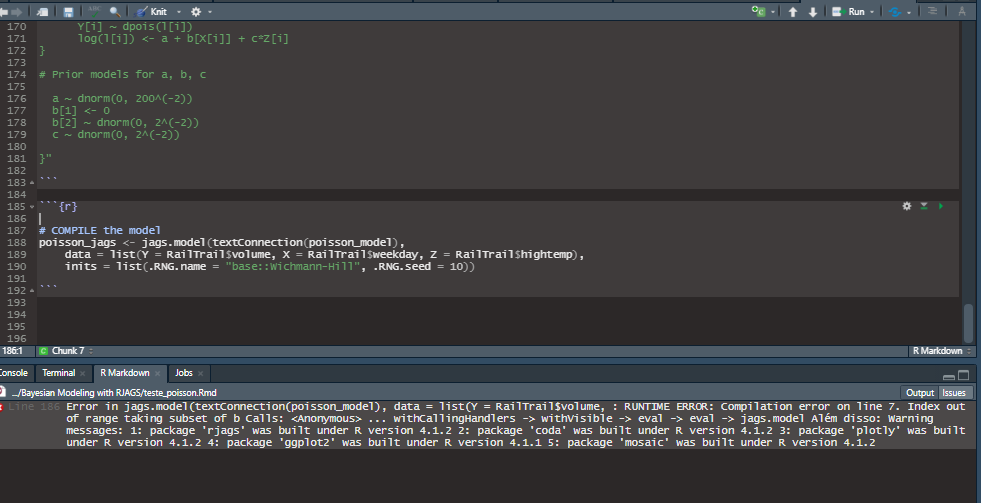 Knit
Run
170 Y[i] ~ dpois(l[i])
171 log(l[i]) <- a + b[X[i]] + c*Z[i]
172 }
173
174 # Prior models for a, b, c
175
176 a ~ dnorm(0, 200^(-2))
177 b[1] <- 0
178 b[2] ~ dnorm(0, 2^(-2))
179 c ~ dnorm(0, 2^(-2))
180
181 }"
182
183 ```
184
185 ```{r}
186
187 # COMPILE the model
188 poisson_jags <- jags.model(textConnection(poisson_model),
189 data = list(Y = RailTrail$volume, X = RailTrail$weekday, Z = RailTrail$hightemp),
190 inits = list(.RNG.name = "base::Wichmann-Hill", .RNG.seed = 10))
191
192 ```
193
194
195
196
186:1 C Chunk 7 R Markdown
onsole Terminal × R Markdown × Jobs ×
.../Bayesian Modeling with RJAGS/teste_poisson.Rmd Output Issues
Line 186 Error in jags.model(textConnection(poisson_model), data = list(Y = RailTrail$volume, : RUNTIME ERROR: Compilation error on line 7. Index out
of range taking subset of b Calls: <Anonymous> ... withCallingHandlers -> withVisible -> eval -> eval -> jags.model Além disso: Warning
messages: 1: package 'rjags' was built under R version 4.1.2 2: package 'coda' was built under R version 4.1.2 3: package 'plotly' was built
under R version 4.1.2 4: package 'ggplot2' was built under R version 4.1.1 5: package 'mosaic' was built under R version 4.1.2